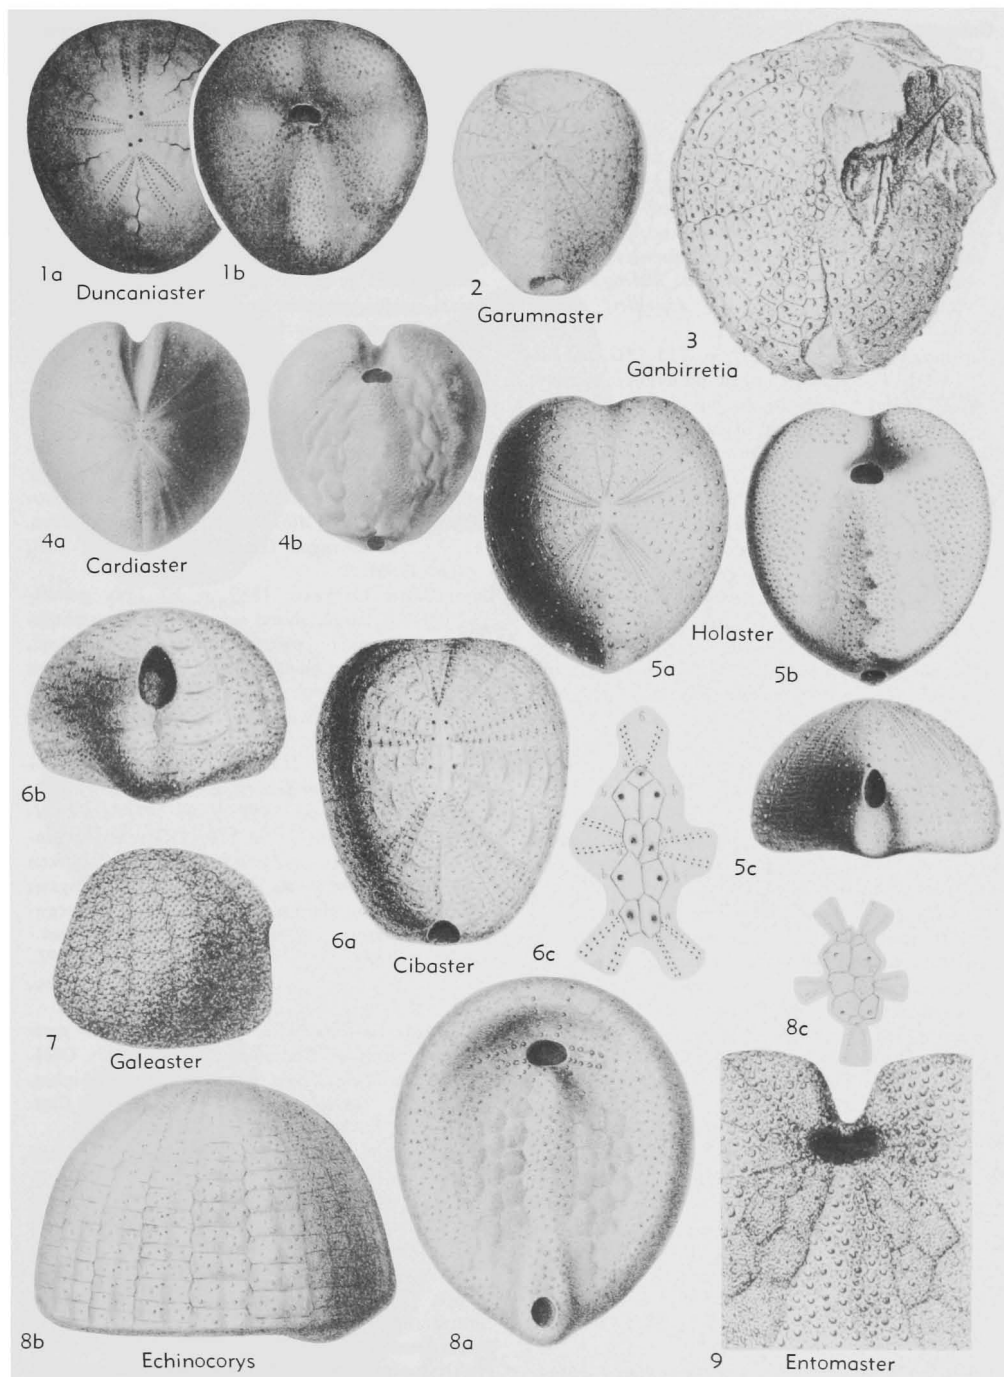 1a
1b
Duncaniaster
2
Garumnaster
3
Ganbirretia
4a
4b
Cardiaster
5a
Holaster
5b
6b
6a
Cibaster
6c
5c
7
Galeaster
8c
8b
Echinocorys
8a
9
Entomaster